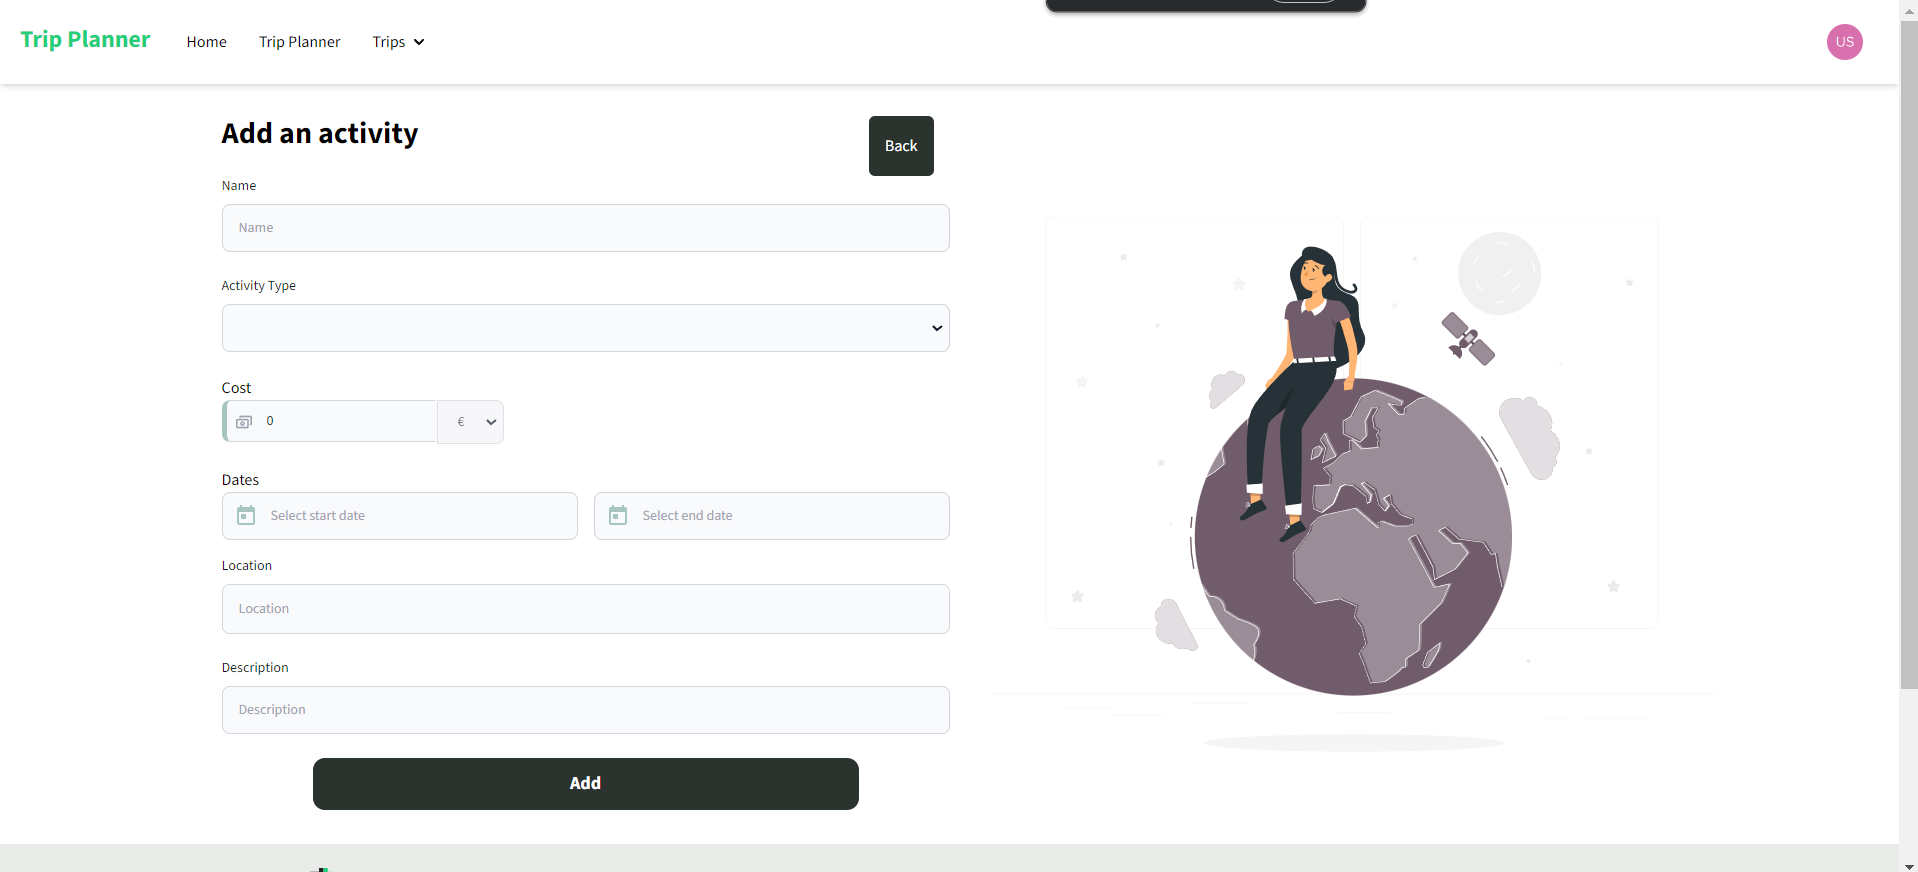 Trip Planner
Home
Trip Planner
Trips
US
Add an activity
Back
Name
Name
Activity Type
Cost
0
€
Dates
Select start date
Select end date
Location
Location
Description
Description
Add